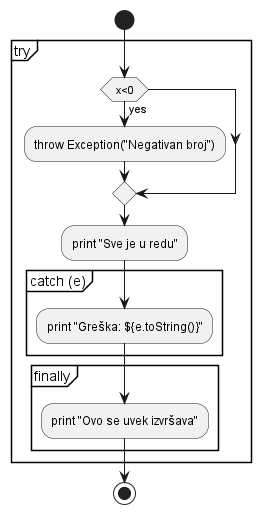 try
x<0
yes
throw Exception("Negativan broj")
print "Sve je u redu"
catch (e)
print "Greška: ${e.toString()}"
finally
print "Ovo se uvek izvršava"